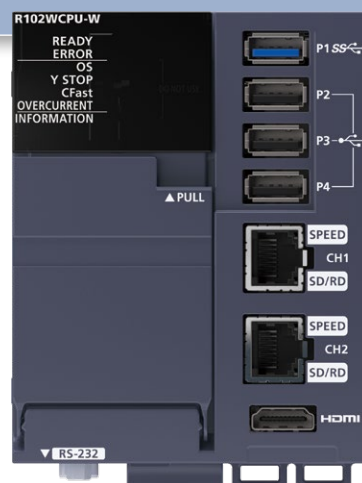 R102WCPU-W
READY
ERROR
OS
Y STOP
CFast
OVERCURRENT
INFORMATION
▲ PULL
P1 SS
P2
P3
P4
SPEED
CH1
SD/RD
SPEED
CH2
SD/RD
HDMI
▼ RS-232